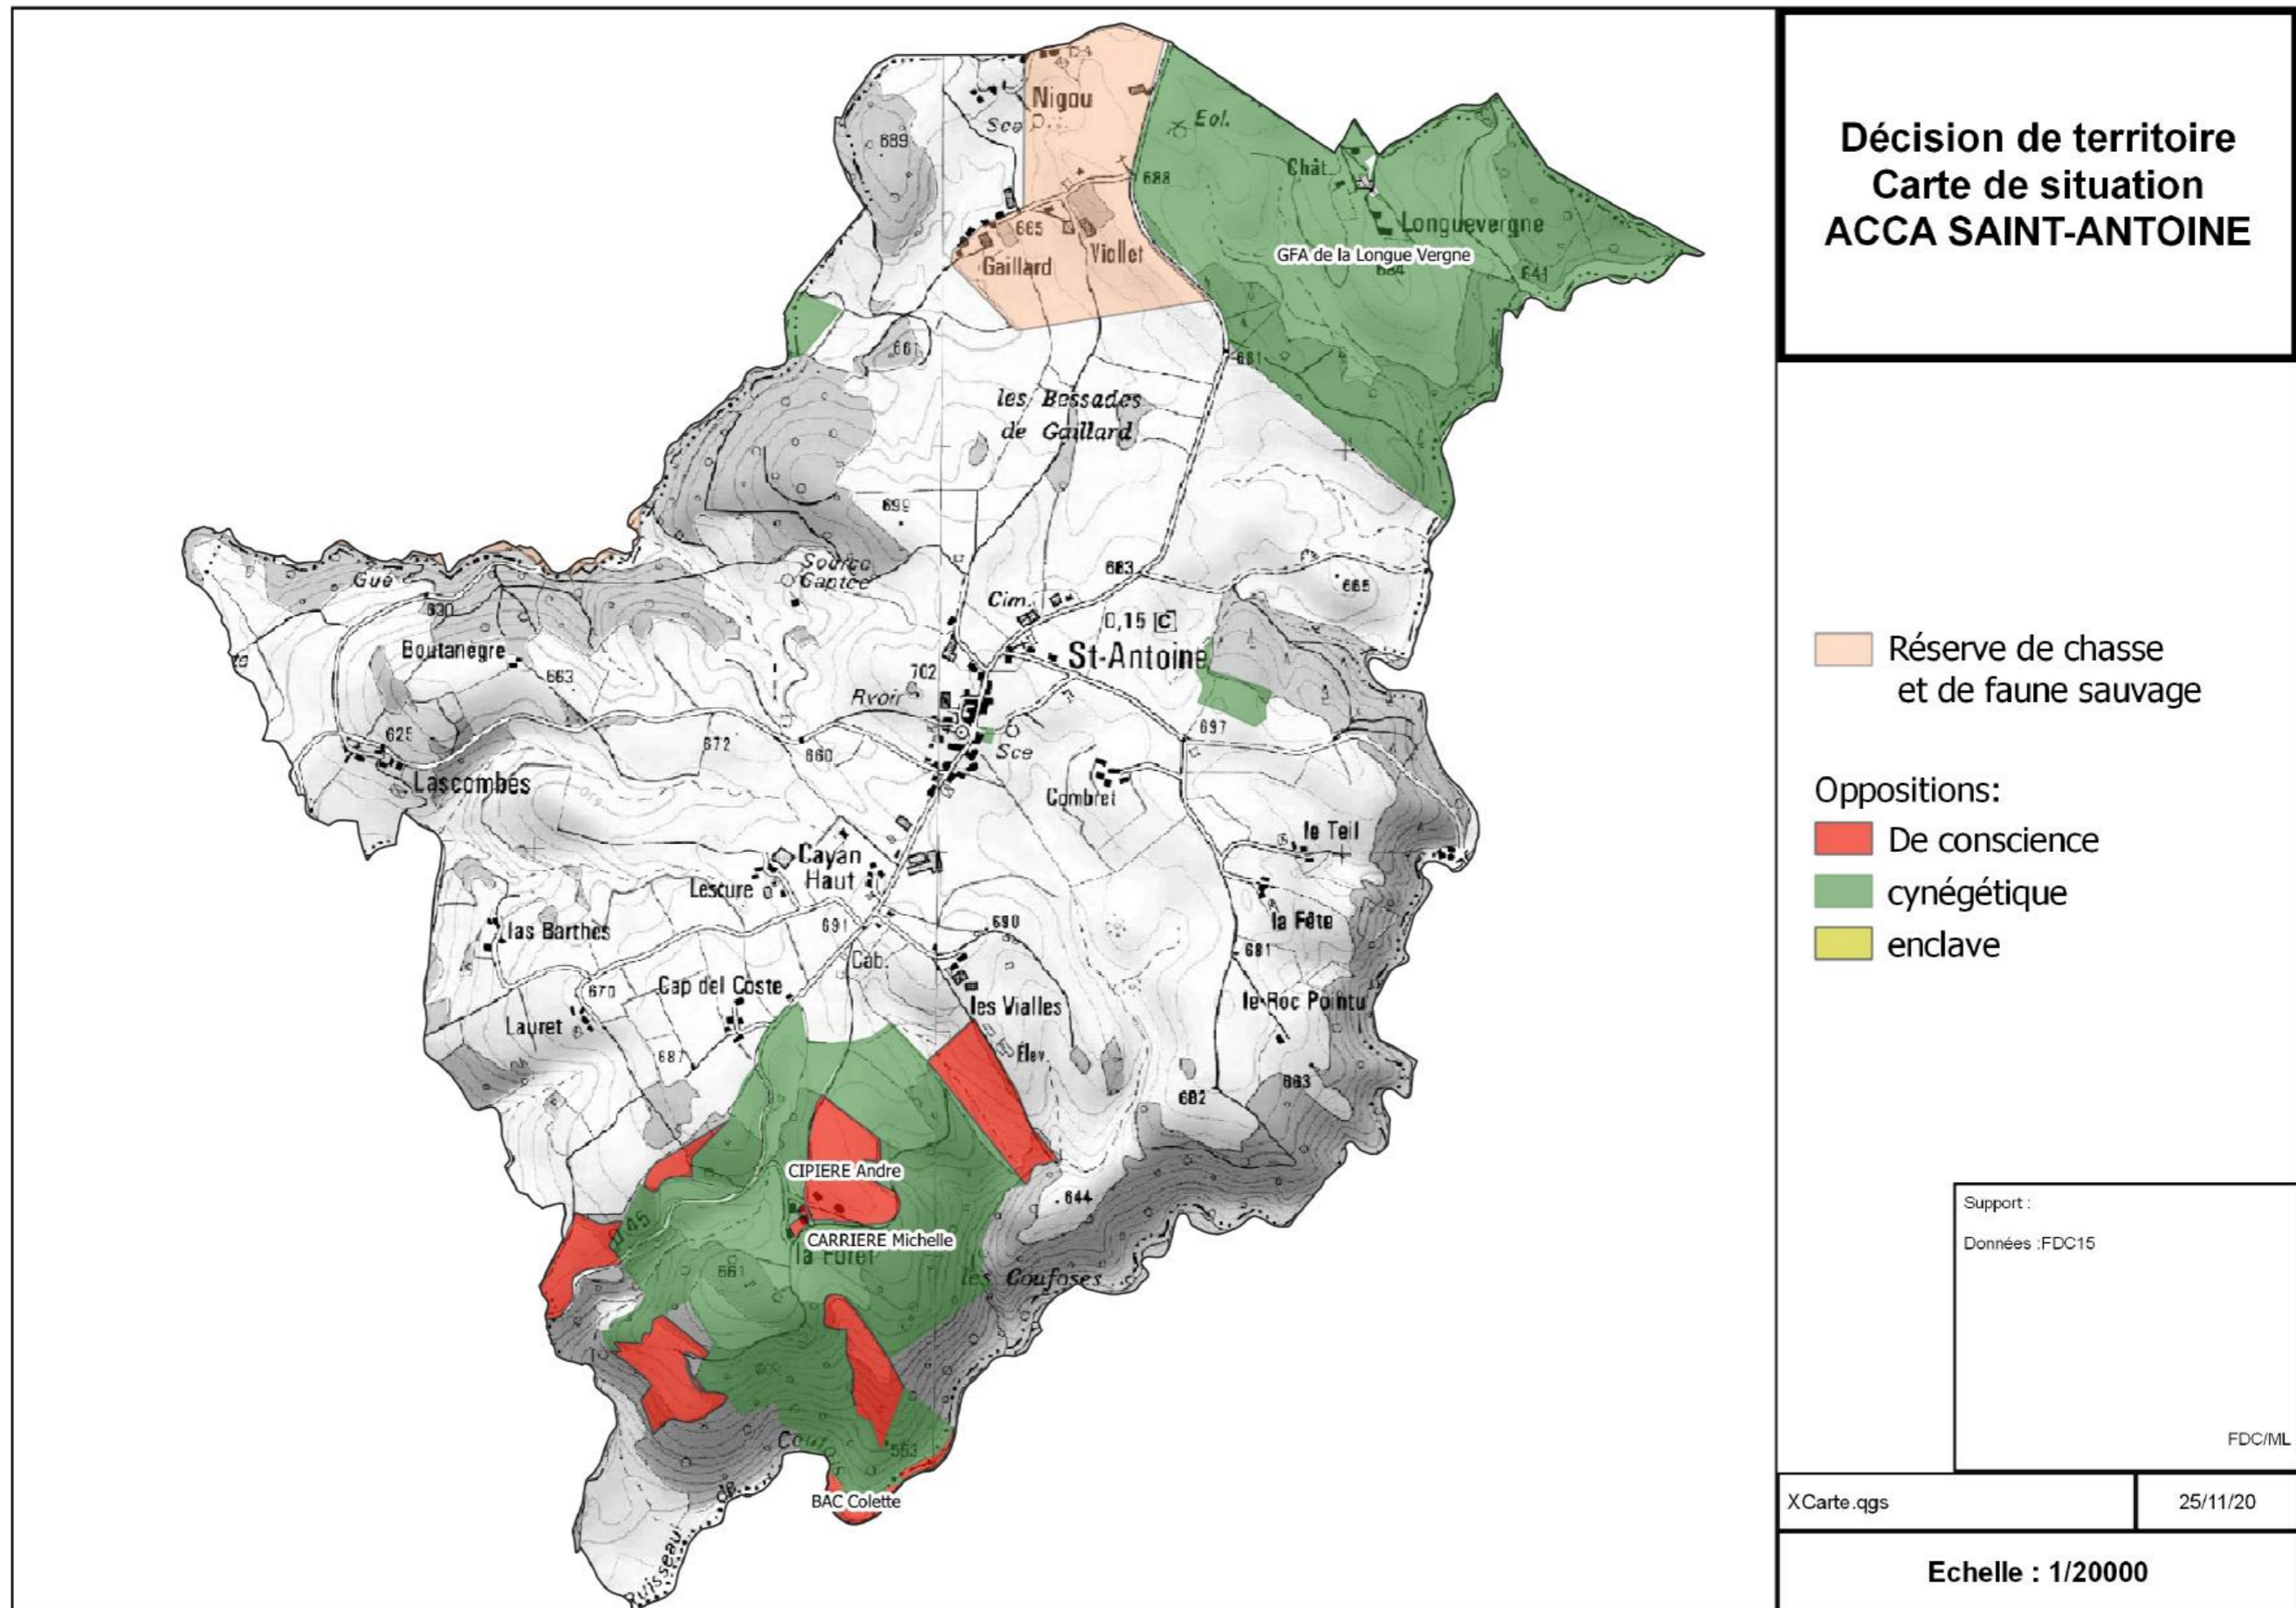 Décision de territoire
Carte de situation
ACCA SAINT-ANTOINE
Réserve de chasse
et de faune sauvage
Oppositions:
De conscience
cynégétique
enclave
Support :
Données :FDC15
FDC/ML
XCarte.qgs
25/11/20
Echelle : 1/20000
Nigou
Sce
Eol.
689
688
Chât.
Longuevergne
GFA de la Longue Vergne
641
665
Viollet
Gaillard
661
681
les Bessades
de Gaillard
699
Source
Captée
Gué
630
683
665
Cim.
0,15 C
St-Antoine
Boutanègre
663
702
Rvoir
697
625
672
660
Sce
Lascombes
Combret
le Teil
Cayan
Haut
Lescure
la Fête
las Barthes
691
690
681
Cab.
670
Cap del Coste
les Vialles
le Roc Pointu
Lauret
687
Elev.
663
682
CIPIERE Andre
644
CARRIERE Michelle
la Forêt
661
les Coufoses
563
BAC Colette
Ruisseau
de